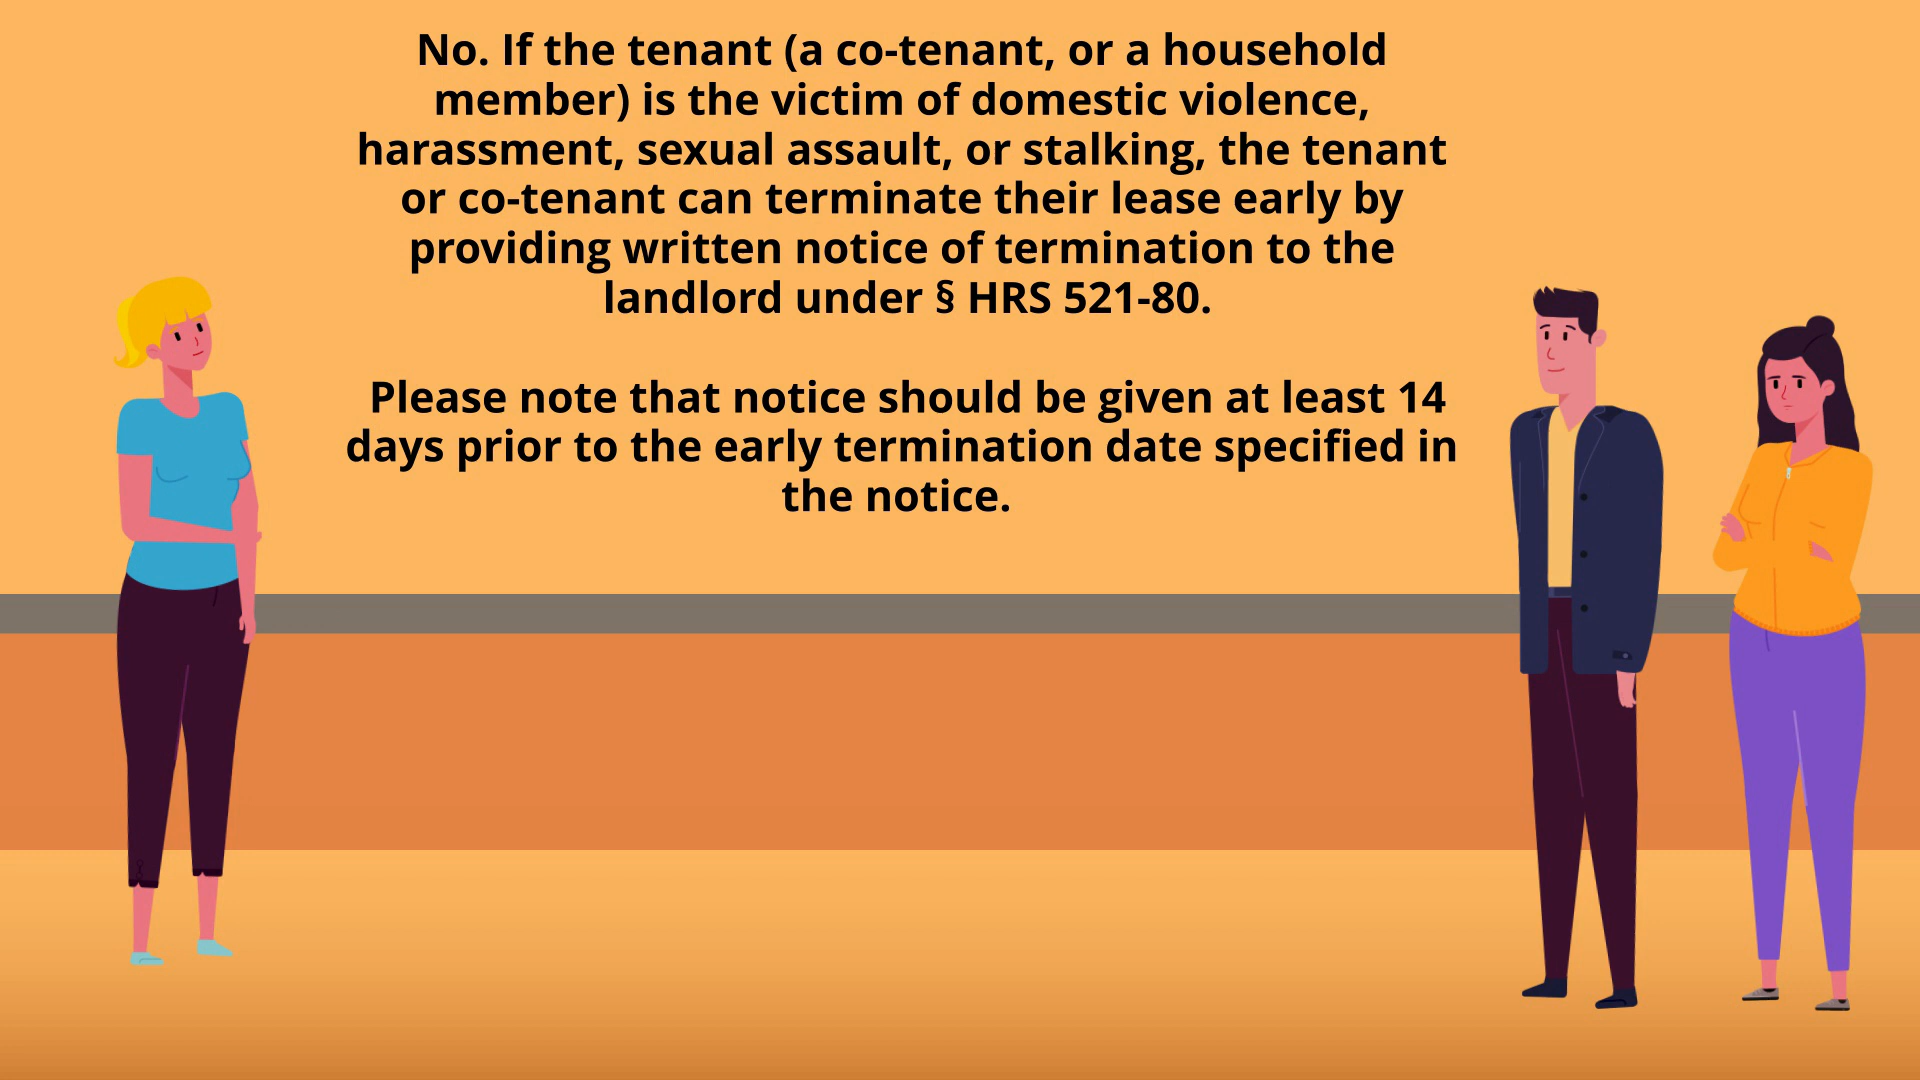 No. If the tenant (a co-tenant, or a household
member) is the victim of domestic violence,
harassment, sexual assault, or stalking, the tenant
or co-tenant can terminate their lease early by
providing written notice of termination to the
landlord under § HRS 521-80.
Please note that notice should be given at least 14
days prior to the early termination date specified in
the notice.